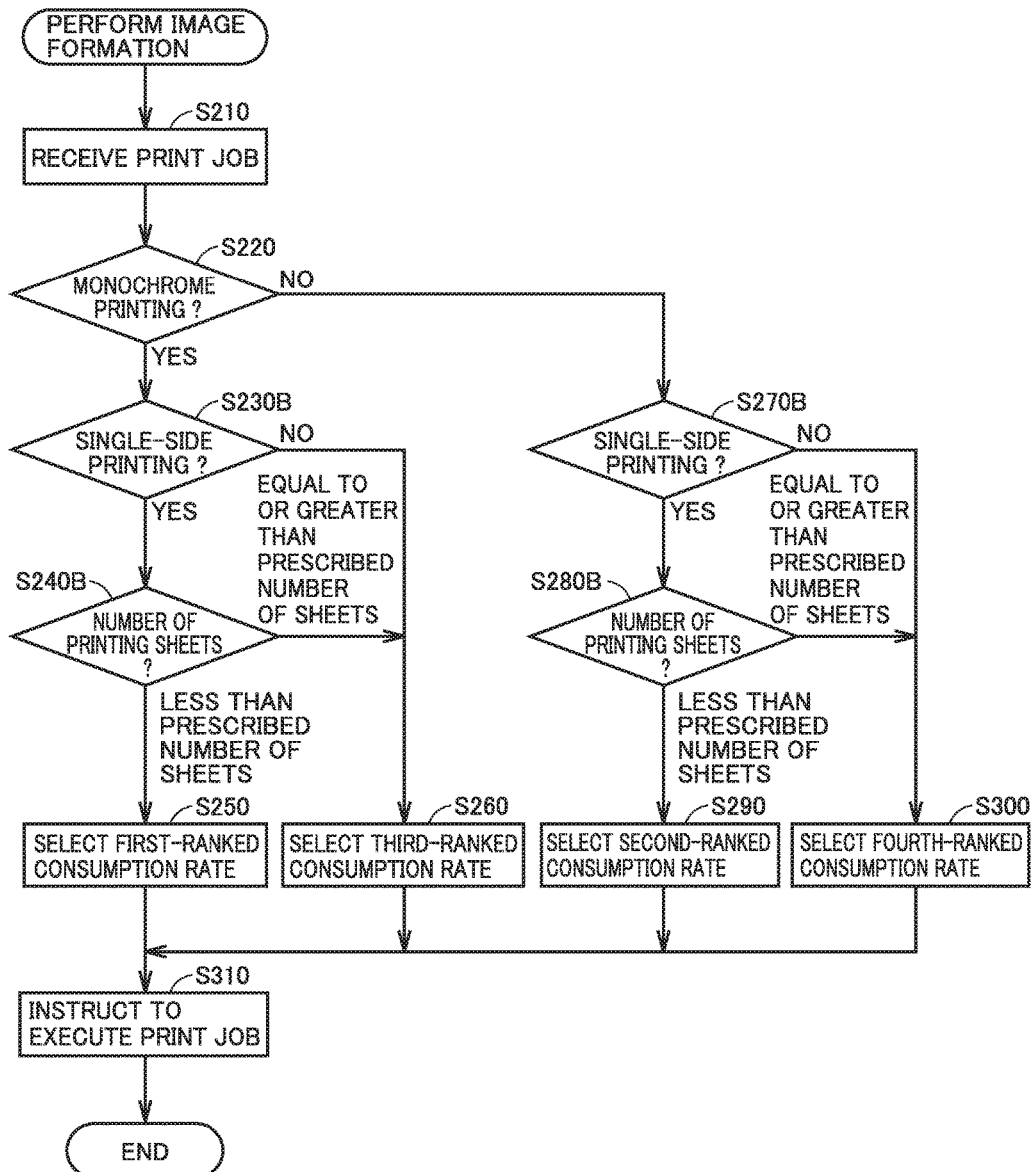 PERFORM IMAGE
FORMATION
S210
RECEIVE PRINT JOB
S220
MONOCHROME
PRINTING ?
NO
YES
S230B
SINGLE-SIDE
PRINTING ?
NO
YES
S270B
SINGLE-SIDE
PRINTING ?
NO
YES
EQUAL TO
OR GREATER
THAN
PRESCRIBED
NUMBER
OF SHEETS
EQUAL TO
OR GREATER
THAN
PRESCRIBED
NUMBER
OF SHEETS
S240B
NUMBER OF
PRINTING SHEETS
?
S280B
NUMBER OF
PRINTING SHEETS
?
LESS THAN
PRESCRIBED
NUMBER OF
SHEETS
LESS THAN
PRESCRIBED
NUMBER OF
SHEETS
S250
SELECT FIRST-RANKED
CONSUMPTION RATE
S260
SELECT THIRD-RANKED
CONSUMPTION RATE
S290
SELECT SECOND-RANKED
CONSUMPTION RATE
S300
SELECT FOURTH-RANKED
CONSUMPTION RATE
S310
INSTRUCT TO
EXECUTE PRINT JOB
END